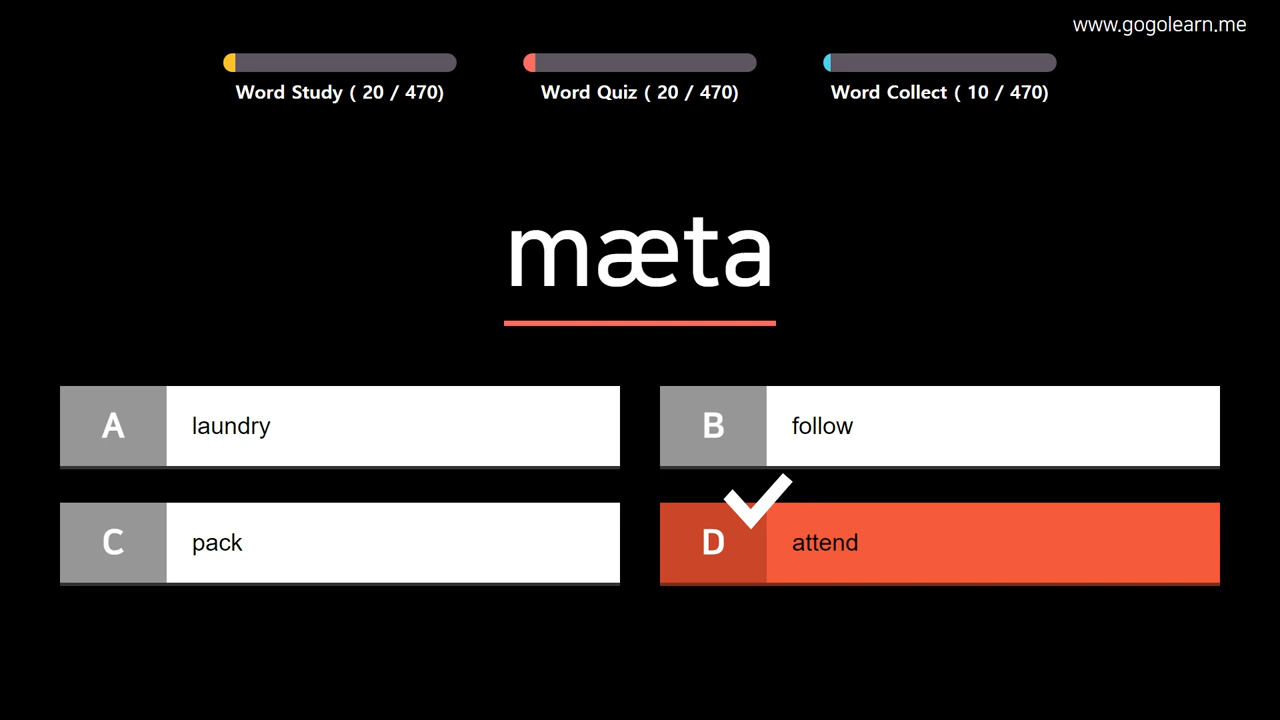 www.gogolearn.me
Word Study ( 20 / 470)
Word Quiz ( 20 / 470)
Word Collect ( 10 / 470)
mæta
A laundry
B follow
C pack
D attend